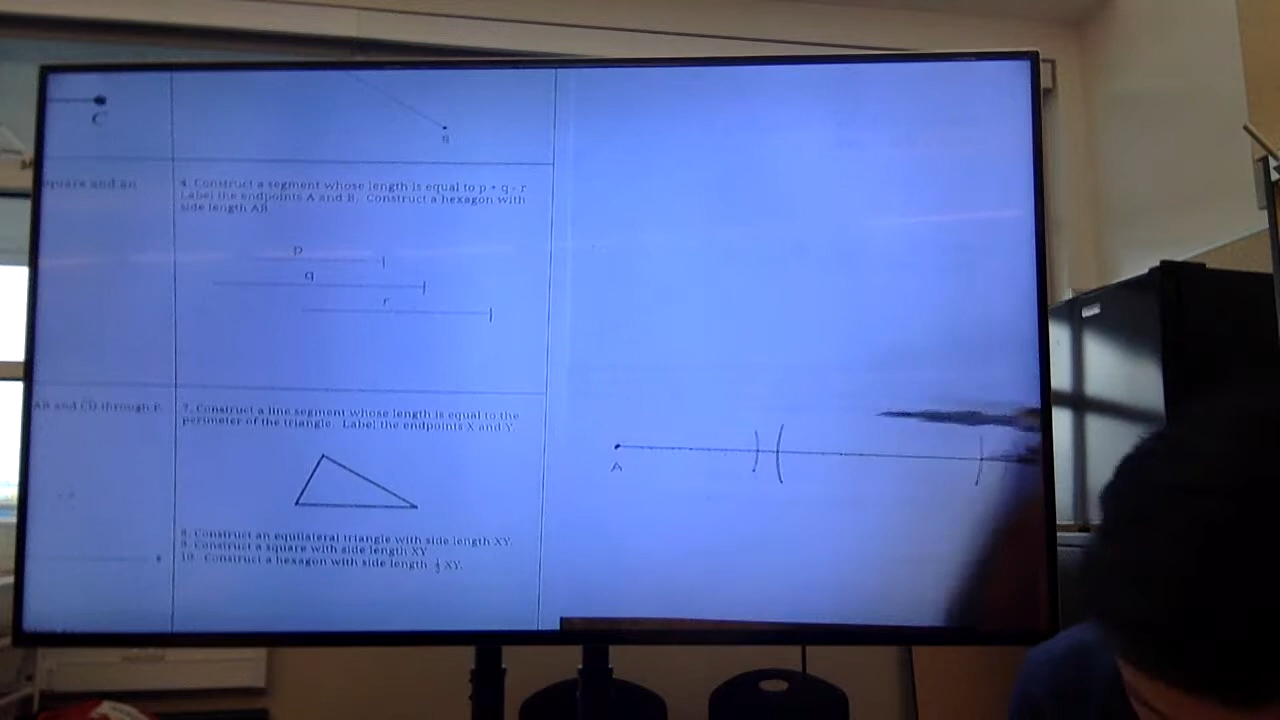 C
B
square and an
4. Construct a segment whose length is equal to p + q - r
Label the endpoints A and B. Construct a hexagon with
side length AB
p
q
r
AB and CD through P.
7. Construct a line segment whose length is equal to the
perimeter of the triangle. Label the endpoints X and Y.
A
8. Construct an equilateral triangle with side length XY.
9. Construct a square with side length XY
10. Construct a hexagon with side length XY.